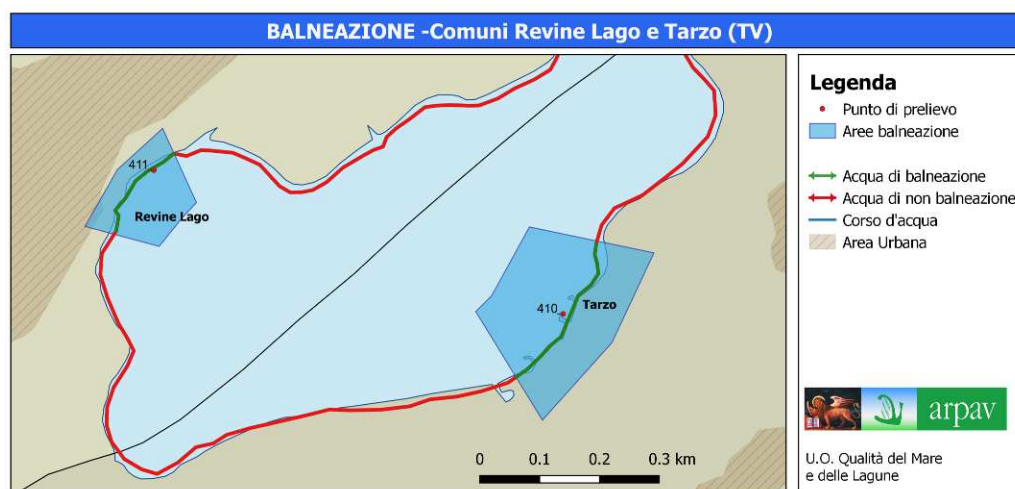 BALNEAZIONE -Comuni Revine Lago e Tarzo (TV)
411
Revine Lago
410
Tarzo
0 0.1 0.2 0.3 km
Legenda
Punto di prelievo
Aree balneazione
Acqua di balneazione
Acqua di non balneazione
Corso d'acqua
Area Urbana
arpav
U.O. Qualità del Mare
e delle Lagune